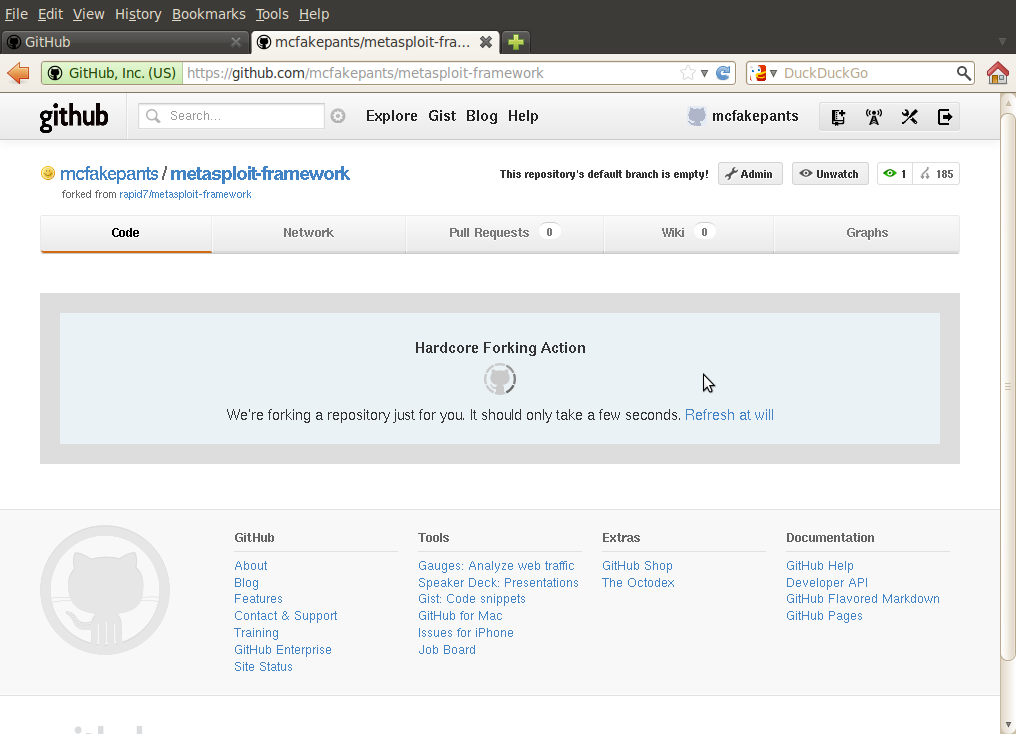 File Edit View History Bookmarks Tools Help
GitHub mcfakepants/metasploit-fra...
GitHub, Inc. (US) https://github.com/mcfakepants/metasploit-framework DuckDuckGo
github Search... Explore Gist Blog Help mcfakepants
mcfakepants / metasploit-framework This repository's default branch is empty! Admin Unwatch 1 185
forked from rapid7/metasploit-framework
Code Network Pull Requests 0 Wiki 0 Graphs
Hardcore Forking Action
We're forking a repository just for you. It should only take a few seconds. Refresh at will
GitHub
About
Blog
Features
Contact & Support
Training
GitHub Enterprise
Site Status
Tools
Gauges: Analyze web traffic
Speaker Deck: Presentations
Gist: Code snippets
GitHub for Mac
Issues for iPhone
Job Board
Extras
GitHub Shop
The Octodex
Documentation
GitHub Help
Developer API
GitHub Flavored Markdown
GitHub Pages